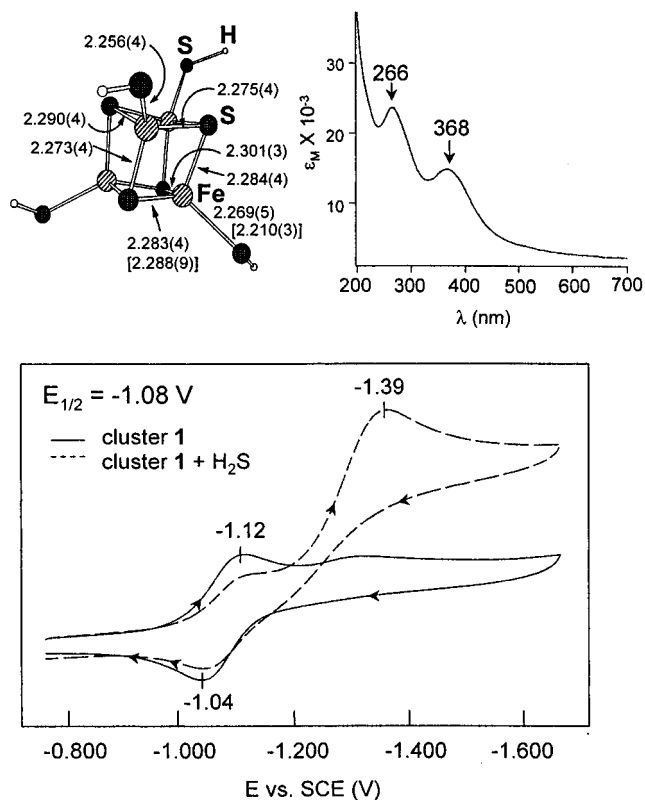 2.256(4)
S
H
2.275(4)
2.290(4)
S
2.273(4)
2.301(3)
2.284(4)
Fe
2.269(5)
[2.210(3)]
2.283(4)
[2.288(9)]
εM X 10-3
30
20
10
266
368
200 300 400 500 600 700
λ (nm)
E1/2 = -1.08 V
cluster 1
cluster 1 + H2S
-1.39
-1.12
-1.04
-0.800 -1.000 -1.200 -1.400 -1.600
E vs. SCE (V)